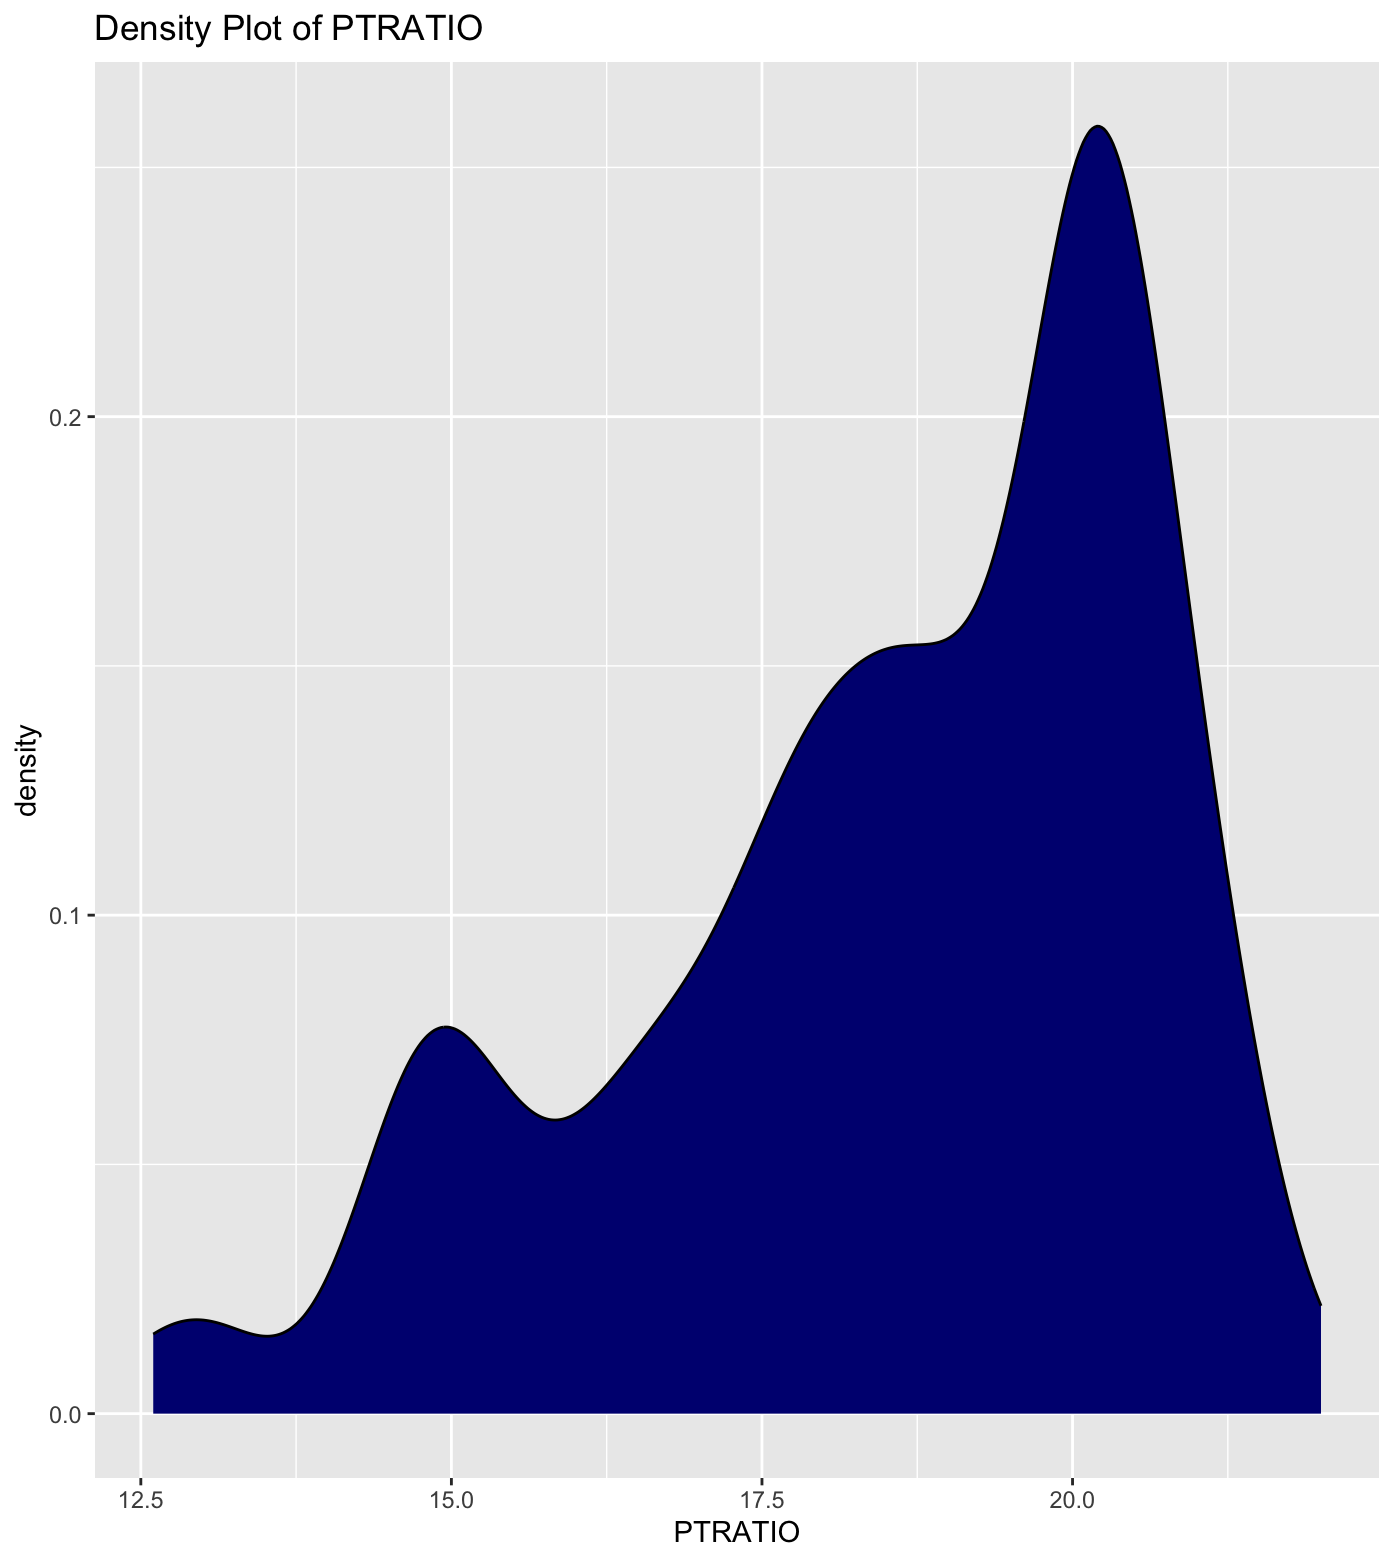 Density Plot of PTRATIO
density
0.2
0.1
0.0
12.5 15.0 17.5 20.0
PTRATIO